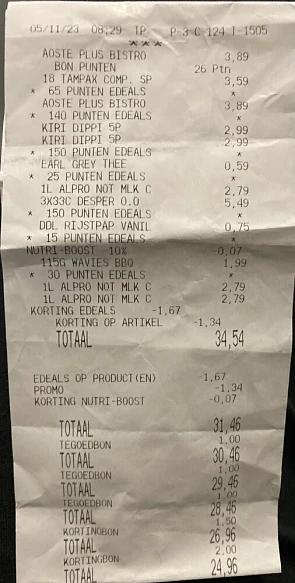 05/11/23 08:29 TP P-3 C 124 T-1505
***
AOSTE PLUS BISTRO 3,89
BON PUNTEN 26 Ptn
18 TAMPAX COMP. SP 3,59
* 65 PUNTEN EDEALS *
AOSTE PLUS BISTRO 3,89
* 140 PUNTEN EDEALS *
KIRI DIPPI 5P 2,99
KIRI DIPPI 5P 2,99
* 150 PUNTEN EDEALS *
EARL GREY THEE 0,59
* 25 PUNTEN EDEALS *
1L ALPRO NOT MLK C 2,79
3X33C DESPER 0.0 5,49
* 150 PUNTEN EDEALS *
DDL RIJSTPAP VANIL 0,75
* 15 PUNTEN EDEALS *
NUTRI-BOOST -10% -0,07
115G WAVIES BBQ 1,99
* 30 PUNTEN EDEALS *
1L ALPRO NOT MLK C 2,79
1L ALPRO NOT MLK C 2,79
KORTING EDEALS -1,67
KORTING OP ARTIKEL -1,34
TOTAAL 34,54
EDEALS OP PRODUCT(EN) -1,67
PROMO -1,34
KORTING NUTRI-BOOST -0,07
TOTAAL 31,46
TEGOEDBON 1,00
TOTAAL 30,46
TEGOEDBON 1,00
TOTAAL 29,46
TEGOEDBON 1,00
TOTAAL 28,46
KORTINGBON 1,50
TOTAAL 26,96
KORTINGBON 2,00
TOTAAL 24,96